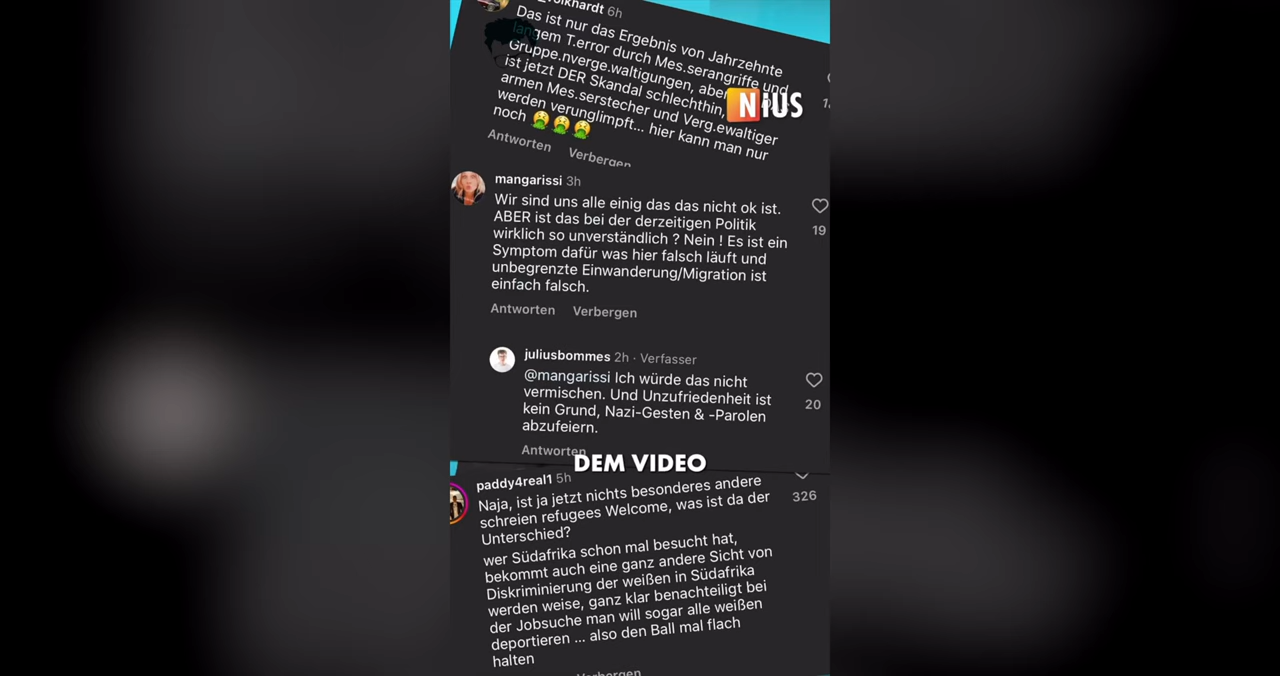 olkhardt 6h
Das ist nur das Ergebnis von Jahrzehnte
langem T.error durch Mes.serangriffe und
Gruppe.nverge.waltigungen, aber
ist jetzt DER Skandal schlechthin,
armen Mes.serstecher und Verg.ewaltiger
werden verunglimpft... hier kann man nur
noch 🤮🤮🤮
Antworten Verbergen
NiUS
mangarissi 3h
Wir sind uns alle einig das das nicht ok ist.
ABER ist das bei der derzeitigen Politik
wirklich so unverständlich ? Nein ! Es ist ein
Symptom dafür was hier falsch läuft und
unbegrenzte Einwanderung/Migration ist
einfach falsch.
19
Antworten Verbergen
juliusbommes 2h · Verfasser
@mangarissi Ich würde das nicht
vermischen. Und Unzufriedenheit ist
kein Grund, Nazi-Gesten & -Parolen
abzufeiern.
20
Antworten
DEM VIDEO
paddy4real1 5h
Naja, ist ja jetzt nichts besonderes andere
schreien refugees Welcome, was ist da der
Unterschied?
326
wer Südafrika schon mal besucht hat,
bekommt auch eine ganz andere Sicht von
Diskriminierung der weißen in Südafrika
werden weise, ganz klar benachteiligt bei
der Jobsuche man will sogar alle weißen
deportieren ... also den Ball mal flach
halten
Verbergen